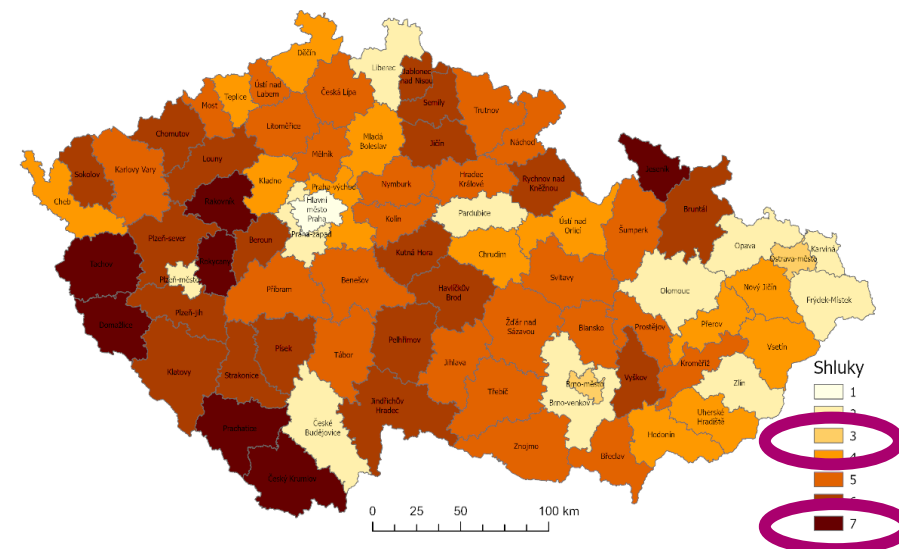 Děčín
Liberec
Jablonec
nad Nisou
Ústí nad
Labem
Teplice
Česká Lípa
Semily
Most
Trutnov
Chomutov
Litoměřice
Mladá
Boleslav
Jičín
Náchod
Louny
Mělník
Sokolov
Karlovy Vary
Kladno
Praha-východ
Nymburk
Hradec
Králové
Rychnov nad
Kněžnou
Jeseník
Cheb
Rakovník
Hlavní
město
Praha
Praha-západ
Kolín
Pardubice
Ústí nad
Orlicí
Šumperk
Bruntál
Plzeň-sever
Beroun
Kutná Hora
Chrudim
Opava
Karviná
Ostrava-město
Tachov
Rokycany
Plzeň-město
Příbram
Benešov
Havlíčkův
Brod
Svitavy
Olomouc
Nový Jičín
Frýdek-Místek
Domažlice
Plzeň-jih
Žďár nad
Sázavou
Blansko
Prostějov
Přerov
Vsetín
Klatovy
Strakonice
Písek
Tábor
Pelhřimov
Jihlava
Kroměříž
Třebíč
Brno-město
Brno-venkov
Vyškov
Zlín
Prachatice
České
Budějovice
Jindřichův
Hradec
Znojmo
Hodonín
Uherské
Hradiště
Břeclav
Český Krumlov
Shluky
1
2
3
4
5
6
7
0 25 50 100 km